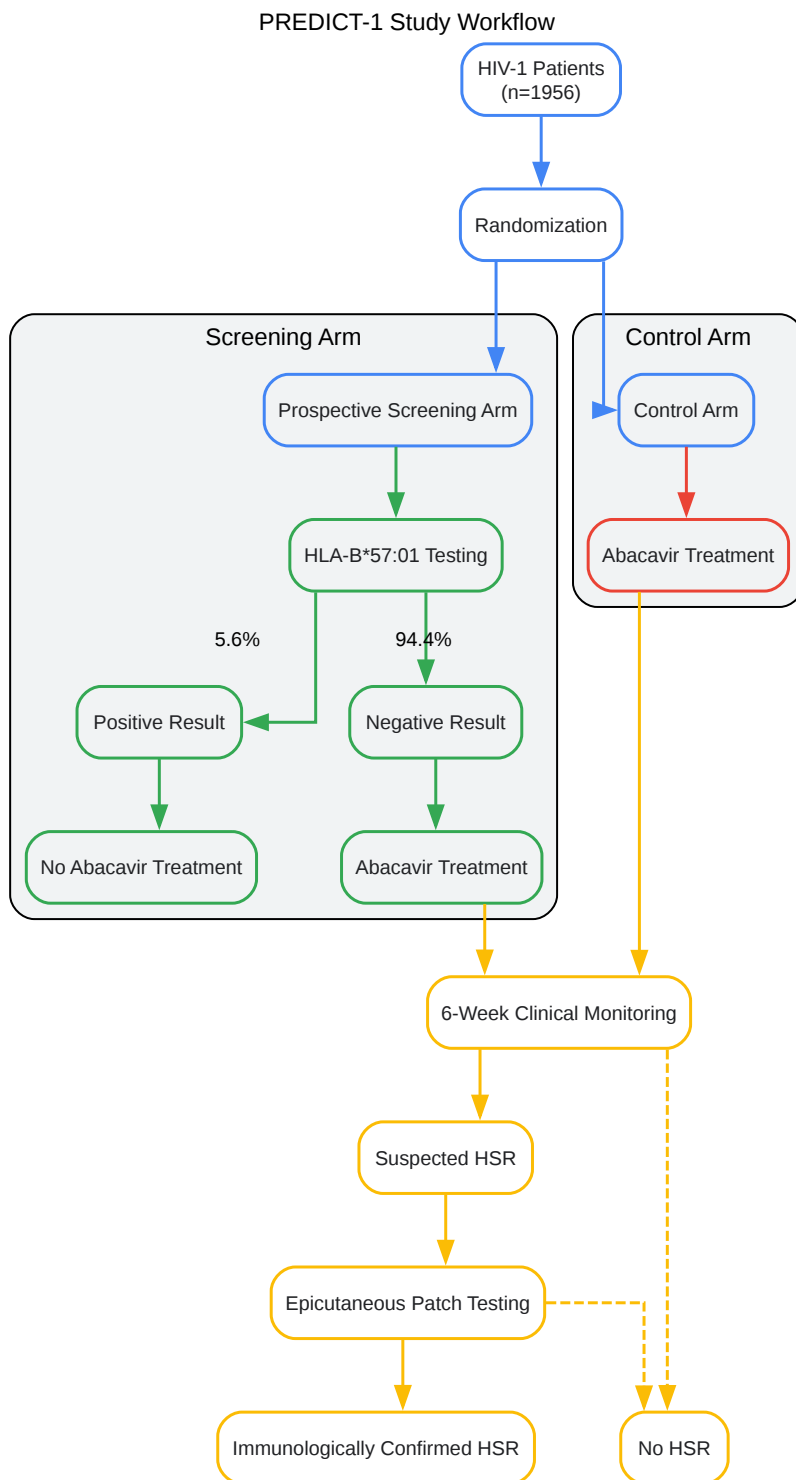 PREDICT-1 Study Workflow
HIV-1 Patients
(n=1956)
Randomization
Screening Arm
Control Arm
Prospective Screening Arm
Control Arm
HLA-B*57:01 Testing
Abacavir Treatment
5.6%
94.4%
Positive Result
Negative Result
No Abacavir Treatment
Abacavir Treatment
6-Week Clinical Monitoring
Suspected HSR
Epicutaneous Patch Testing
Immunologically Confirmed HSR
No HSR